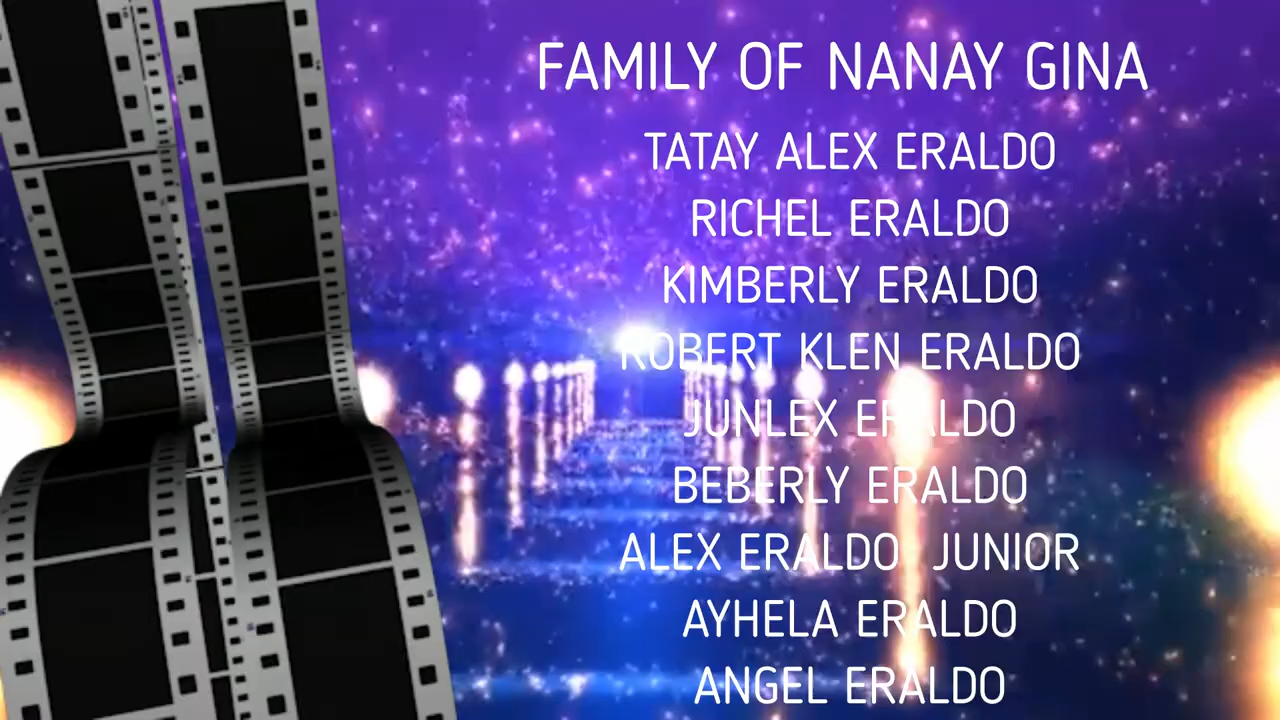 FAMILY OF NANAY GINA
TATAY ALEX ERALDO
RICHEL ERALDO
KIMBERLY ERALDO
ROBERT KLEN ERALDO
JUNLEX ERALDO
BEBERLY ERALDO
ALEX ERALDO JUNIOR
AYHELA ERALDO
ANGEL ERALDO